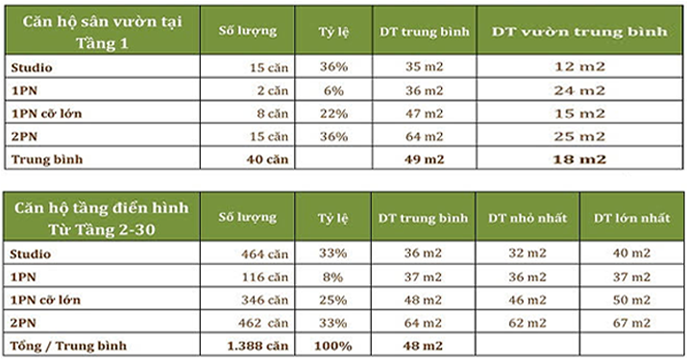 Căn hộ sân vườn tại Tầng 1 | Số lượng | Tỷ lệ | DT trung bình | DT vườn trung bình
Studio | 15 căn | 36% | 35 m2 | 12 m2
1PN | 2 căn | 6% | 36 m2 | 24 m2
1PN cỡ lớn | 8 căn | 22% | 47 m2 | 15 m2
2PN | 15 căn | 36% | 64 m2 | 25 m2
Trung bình | 40 căn | | 49 m2 | 18 m2
Căn hộ tầng điển hình Từ Tầng 2-30 | Số lượng | Tỷ lệ | DT trung bình | DT nhỏ nhất | DT lớn nhất
Studio | 464 căn | 33% | 36 m2 | 32 m2 | 40 m2
1PN | 116 căn | 8% | 37 m2 | 36 m2 | 37 m2
1PN cỡ lớn | 346 căn | 25% | 48 m2 | 46 m2 | 50 m2
2PN | 462 căn | 33% | 64 m2 | 62 m2 | 67 m2
Tổng / Trung bình | 1.388 căn | 100% | 48 m2